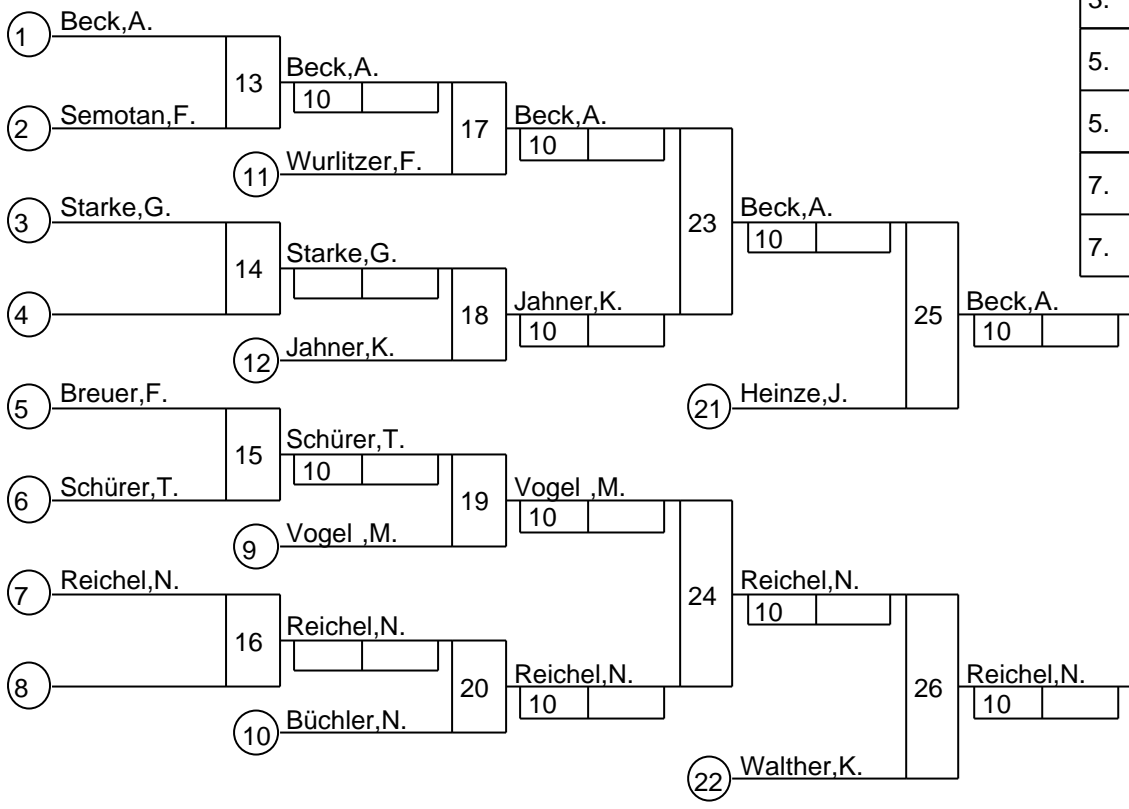 3.
1 Beck,A.
13 Beck,A.
10
5.
2 Semotan,F.
17 Beck,A.
10
5.
11 Wurlitzer,F.
7.
3 Starke,G.
23 Beck,A.
10
7.
14 Starke,G.
4
18 Jahner,K.
10
25 Beck,A.
10
12 Jahner,K.
5 Breuer,F.
21 Heinze,J.
15 Schürer,T.
10
6 Schürer,T.
19 Vogel ,M.
10
9 Vogel ,M.
7 Reichel,N.
24 Reichel,N.
10
16 Reichel,N.
8
20 Reichel,N.
10
26 Reichel,N.
10
10 Büchler,N.
22 Walther,K.